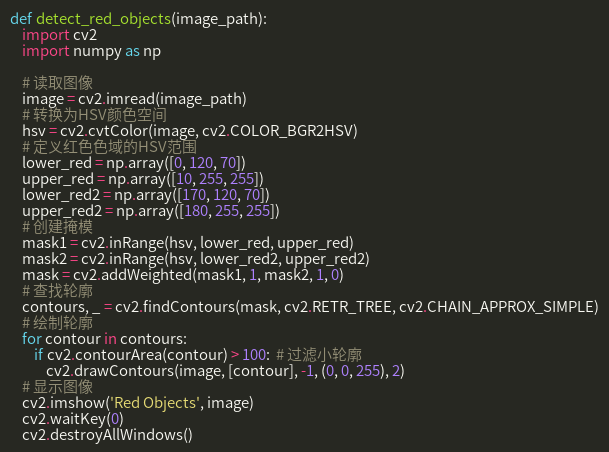 def detect_red_objects(image_path):
    import cv2
    import numpy as np

    # 读取图像
    image = cv2.imread(image_path)
    # 转换为HSV颜色空间
    hsv = cv2.cvtColor(image, cv2.COLOR_BGR2HSV)
    # 定义红色色域的HSV范围
    lower_red = np.array([0, 120, 70])
    upper_red = np.array([10, 255, 255])
    lower_red2 = np.array([170, 120, 70])
    upper_red2 = np.array([180, 255, 255])
    # 创建掩模
    mask1 = cv2.inRange(hsv, lower_red, upper_red)
    mask2 = cv2.inRange(hsv, lower_red2, upper_red2)
    mask = cv2.addWeighted(mask1, 1, mask2, 1, 0)
    # 查找轮廓
    contours, _ = cv2.findContours(mask, cv2.RETR_TREE, cv2.CHAIN_APPROX_SIMPLE)
    # 绘制轮廓
    for contour in contours:
        if cv2.contourArea(contour) > 100:  # 过滤小轮廓
            cv2.drawContours(image, [contour], -1, (0, 0, 255), 2)
    # 显示图像
    cv2.imshow('Red Objects', image)
    cv2.waitKey(0)
    cv2.destroyAllWindows()